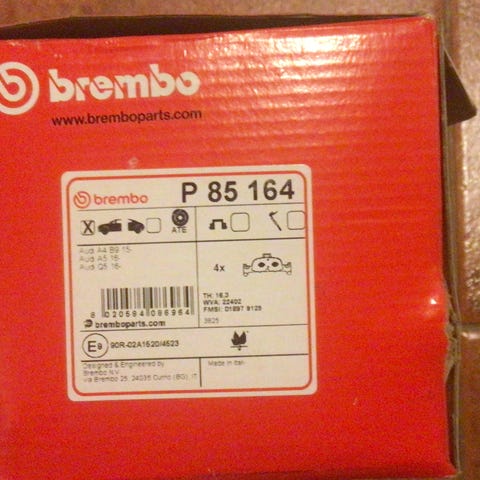 brembo
www.bremboparts.com
brembo P 85 164
X
ATE
Audi A4 B9 15-
Audi A5 16-
Audi Q5 16-
4x
TH: 16,3
WVA: 22402
FMSI: D1897 9125
3825
8 020584 086964
bremboparts.com
E9 90R-02A1520/4523
Designed & Engineered by
Brembo N.V.
via Brembo 25, 24035 Curno (BG), IT
Made in Italy